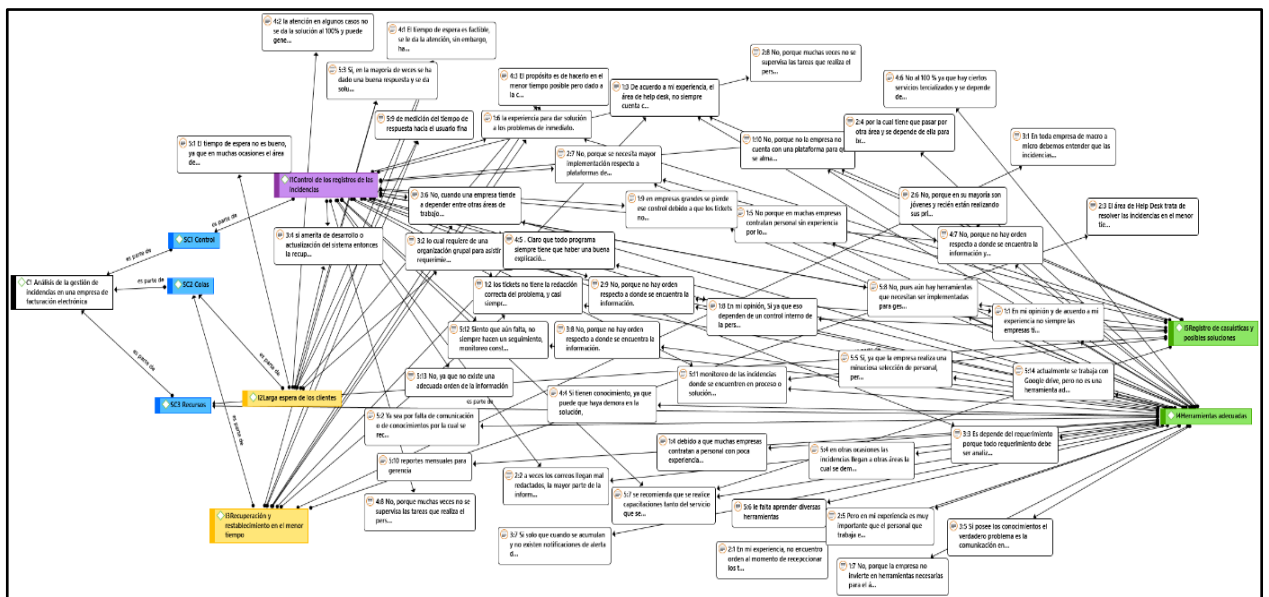 4:2 la atención en algunos casos no
se da la solución al 100% y puede
gene...
4:1 El tiempo de espera es factible,
se le da la atención, sin embargo,
ha...
5:3 Si, en la mayoría de veces se ha
dado una buena respuesta y se da
solu...
4:3 El propósito es de hacerlo en el
menor tiempo posible pero dado a
la c...
1:3 De acuerdo a mi experiencia, el
área de help desk, no siempre
cuenta c...
2:8 No, porque muchas veces no se
supervisa las tareas que realiza el
pers...
4:6 No al 100 % ya que hay ciertos
servicios tercializados y se depende
de...
5:9 de medición del tiempo de
respuesta hacia el usuario fina
1:6 la experiencia para dar solución
a los problemas de inmediato.
2:4 por la cual tiene que pasar por
otra área y se depende de ella para
te...
3:1 En toda empresa de macro a
micro debemos entender que las
incidencias...
5:1 El tiempo de espera no es bueno,
ya que en muchas ocasiones el área
de...
1:10 No, porque no la empresa no
cuenta con una plataforma para q
se alma...
2:7 No, porque se necesita mayor
implementación respecto a
plataformas de...
I1Control de los registros de las
incidencias
3:6 No, cuando una empresa tiende
a depender entre otras áreas de
trabajo...
1:9 en empresas grandes se pierde
ese control debido a que los tickets
no...
1:5 No porque en muchas empresas
contratan personal sin experiencia
por lo...
2:6 No, porque en su mayoría son
jóvenes y recién están realizando
sus pri...
2:3 El área de Help Desk trata de
resolver las incidencias en el menor
tie...
es parte de
SC1 Control
3:4 si amerita de desarrollo o
actualización del sistema entonces
la recup...
3:2 lo cual requiere de una
organización grupal para asistir
requerimie...
4:5 . Claro que todo programa
siempre tiene que haber una buena
explicació...
4:7 No, porque no hay orden
respecto a donde se encuentra la
información y...
es parte de
C1 Análisis de la gestión de
incidencias en una empresa de
facturación electrónica
es parte de
SC2 Colas
1:2 los tickets no tiene la redacción
correcta del problema, y casi
siempr...
2:9 No, porque no hay orden
respecto a donde se encuentra la
información.
5:8 No, pues aún hay herramientas
que necesitan ser implementadas
para ges...
1:0 En mi opinión, Si ya que eso
dependen de un control interno de
la pers...
1:1 En mi opinión y de acuerdo a mi
experiencia no siempre las
empresas ti...
5:12 Siento que aún falta, no
siempre hacen un seguimiento,
monitoreo const...
3:8 No, porque no hay orden
respecto a donde se encuentra la
información.
I5Registro de casuísticas y
posibles soluciones
es parte de
es parte de
5:5 Si, ya que la empresa realiza una
minuciosa selección de personal,
per...
5:13 No, ya que no existe una
adecuada orden de la información
5:11 monitoreo de las incidencias
donde se encuentren en proceso o
solución...
5:14 actualmente se trabaja con
Google drive, pero no es una
herramienta ad...
SC3 Recursos
I2Larga espera de los clientes
es parte de
4:4 Si tienen conocimiento, ya que
puede que haya demora en la
solución,
I4Herramientas adecuadas
es parte de
5:2 Ya sea por falta de comunicación
o de conocimientos por la cual se
rec...
3:3 Es depende del requerimiento
porque todo requerimiento debe
ser analiz...
1:4 debido a que muchas empresas
contratan a personal con poca
experiencia...
5:4 en otras ocasiones las
incidencias llegan a otras áreas
la cual se dem...
5:10 reportes mensuales para
gerencia
2:2 a veces los correos llegan mal
redactados, la mayor parte de la
inform...
5:7 se recomienda que se realice
capacitaciones tanto del servicio
que se...
4:8 No, porque muchas veces no se
supervisa las tareas que realiza el
pers...
5:6 le falta aprender diversas
herramientas
2:5 Pero en mi experiencia es muy
importante que el personal que
trabaja e...
3:5 Si posee los conocimientos el
verdadero problema es la
comunicación en...
I3Recuperación y
restablecimiento en el menor
tiempo
3:7 Si solo que cuando se acumulan
y no existen notificaciones de alerta
d...
2:1 En mi experiencia, no encuentro
orden al momento de recepccionar
los t...
1:7 No, porque la empresa no
invierte en herramientas necesarias
para el á...